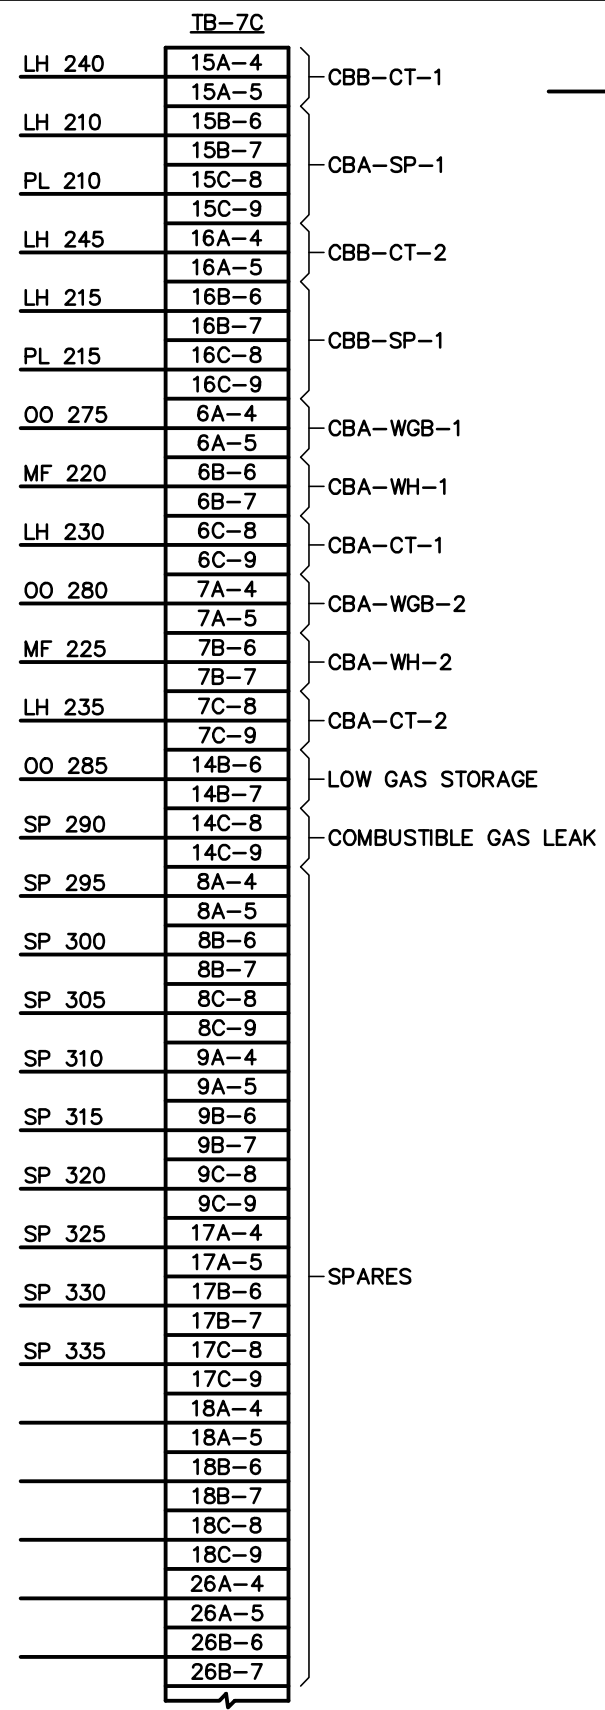 TB-7C
LH 240 15A-4
CBB-CT-1
15A-5
LH 210 15B-6
15B-7
CBA-SP-1
PL 210 15C-8
15C-9
LH 245 16A-4
CBB-CT-2
16A-5
LH 215 16B-6
16B-7
CBB-SP-1
PL 215 16C-8
16C-9
OO 275 6A-4
CBA-WGB-1
6A-5
MF 220 6B-6
CBA-WH-1
6B-7
LH 230 6C-8
CBA-CT-1
6C-9
OO 280 7A-4
CBA-WGB-2
7A-5
MF 225 7B-6
CBA-WH-2
7B-7
LH 235 7C-8
CBA-CT-2
7C-9
OO 285 14B-6
LOW GAS STORAGE
14B-7
SP 290 14C-8
COMBUSTIBLE GAS LEAK
14C-9
SP 295 8A-4
8A-5
SP 300 8B-6
8B-7
SP 305 8C-8
8C-9
SP 310 9A-4
9A-5
SP 315 9B-6
9B-7
SP 320 9C-8
9C-9
SP 325 17A-4
17A-5
SPARES
SP 330 17B-6
17B-7
SP 335 17C-8
17C-9
18A-4
18A-5
18B-6
18B-7
18C-8
18C-9
26A-4
26A-5
26B-6
26B-7